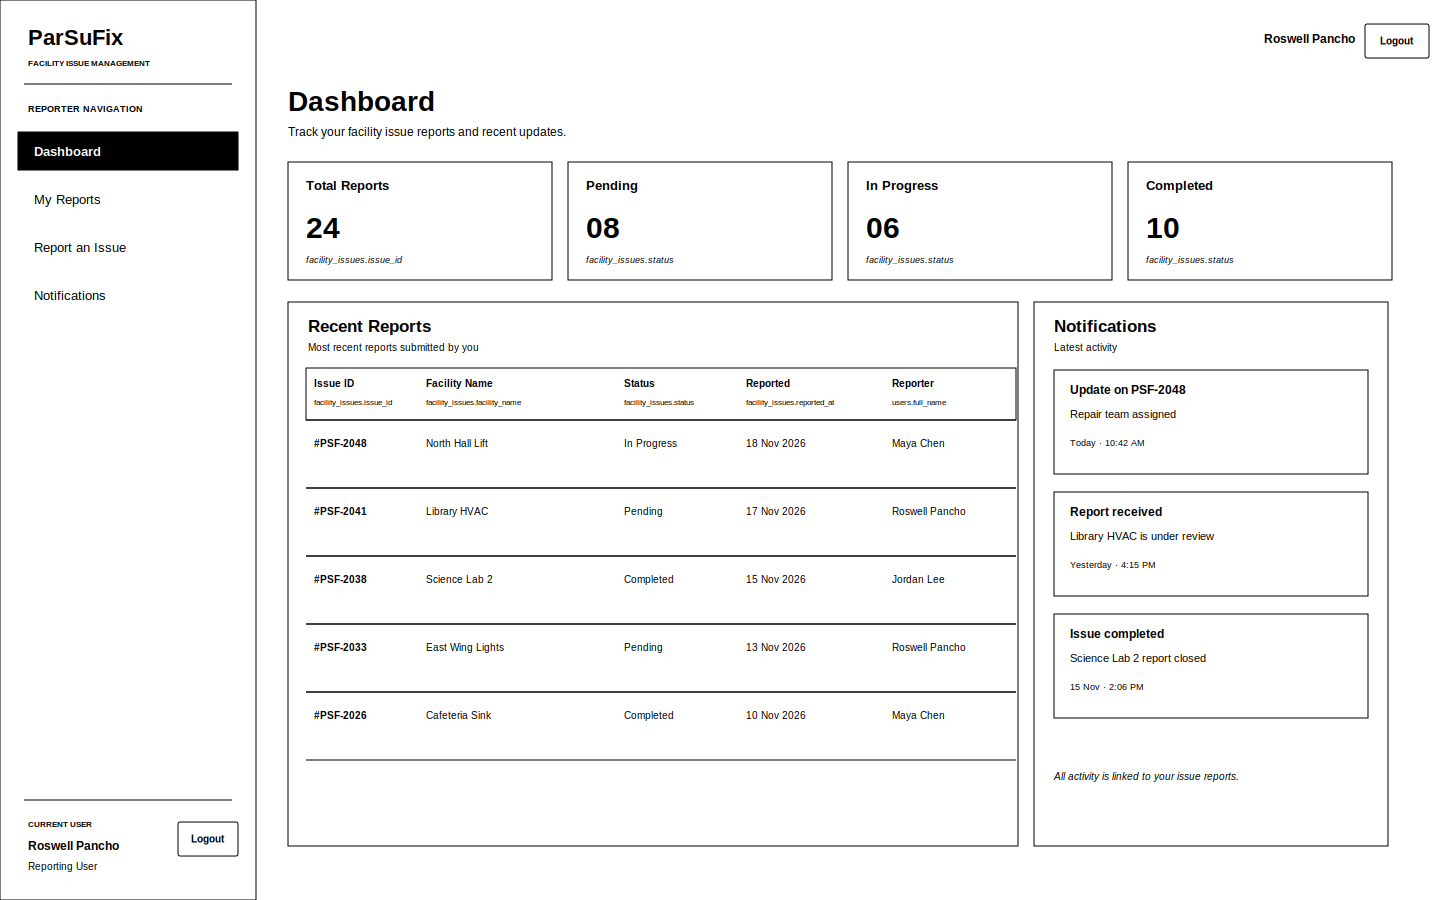 ParSuFix
FACILITY ISSUE MANAGEMENT
REPORTER NAVIGATION
Dashboard
My Reports
Report an Issue
Notifications
CURRENT USER
Roswell Pancho
Reporting User
Logout
Roswell Pancho
Logout
Dashboard
Track your facility issue reports and recent updates.
Total Reports
24
facility_issues.issue_id
Pending
08
facility_issues.status
In Progress
06
facility_issues.status
Completed
10
facility_issues.status
Recent Reports
Most recent reports submitted by you
Issue ID Facility Name Status Reported Reporter
facility_issues.issue_id facility_issues.facility_name facility_issues.status facility_issues.reported_at users.full_name
#PSF-2048 North Hall Lift In Progress 18 Nov 2026 Maya Chen
#PSF-2041 Library HVAC Pending 17 Nov 2026 Roswell Pancho
#PSF-2038 Science Lab 2 Completed 15 Nov 2026 Jordan Lee
#PSF-2033 East Wing Lights Pending 13 Nov 2026 Roswell Pancho
#PSF-2026 Cafeteria Sink Completed 10 Nov 2026 Maya Chen
Notifications
Latest activity
Update on PSF-2048
Repair team assigned
Today · 10:42 AM
Report received
Library HVAC is under review
Yesterday · 4:15 PM
Issue completed
Science Lab 2 report closed
15 Nov · 2:06 PM
All activity is linked to your issue reports.